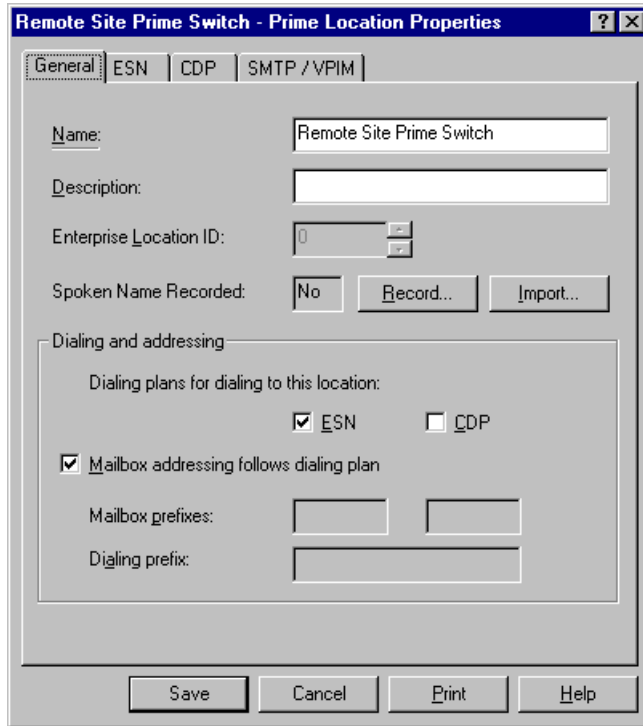 Remote Site Prime Switch - Prime Location Properties ? X
General ESN CDP SMTP / VPIM
Name: Remote Site Prime Switch
Description:
Enterprise Location ID: 0
Spoken Name Recorded: No Record... Import...
Dialing and addressing
Dialing plans for dialing to this location:
ESN CDP
Mailbox addressing follows dialing plan
Mailbox prefixes:
Dialing prefix:
Save Cancel Print Help